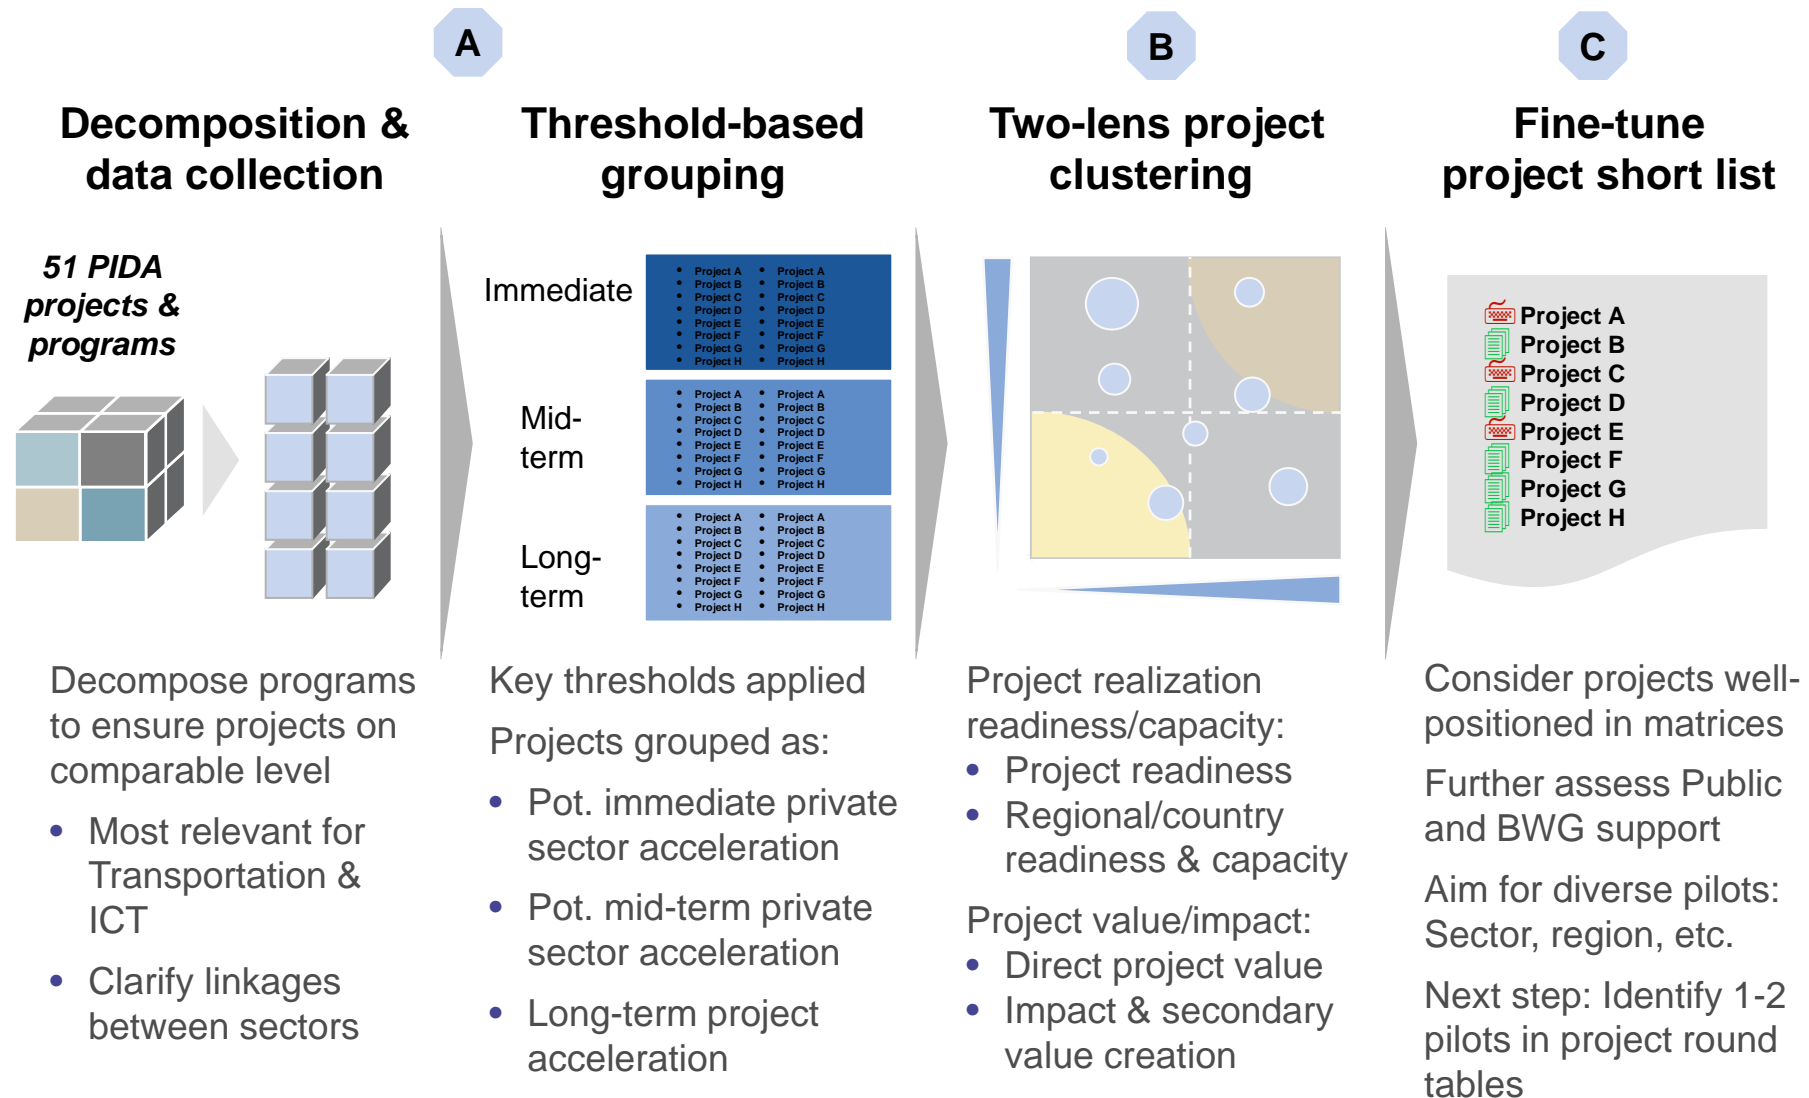 A
B
C
Decomposition &
data collection
Threshold-based
grouping
Two-lens project
clustering
Fine-tune
project short list
51 PIDA
projects &
programs
Immediate
• Project A • Project A
• Project B • Project B
• Project C • Project C
• Project D • Project D
• Project E • Project E
• Project F • Project F
• Project G • Project G
• Project H • Project H
Mid-
term
• Project A • Project A
• Project B • Project B
• Project C • Project C
• Project D • Project D
• Project E • Project E
• Project F • Project F
• Project G • Project G
• Project H • Project H
Long-
term
• Project A • Project A
• Project B • Project B
• Project C • Project C
• Project D • Project D
• Project E • Project E
• Project F • Project F
• Project G • Project G
• Project H • Project H
Project A
Project B
Project C
Project D
Project E
Project F
Project G
Project H
Decompose programs
to ensure projects on
comparable level
• Most relevant for
Transportation &
ICT
• Clarify linkages
between sectors
Key thresholds applied
Projects grouped as:
• Pot. immediate private
sector acceleration
• Pot. mid-term private
sector acceleration
• Long-term project
acceleration
Project realization
readiness/capacity:
• Project readiness
• Regional/country
readiness & capacity
Project value/impact:
• Direct project value
• Impact & secondary
value creation
Consider projects well-
positioned in matrices
Further assess Public
and BWG support
Aim for diverse pilots:
Sector, region, etc.
Next step: Identify 1-2
pilots in project round
tables